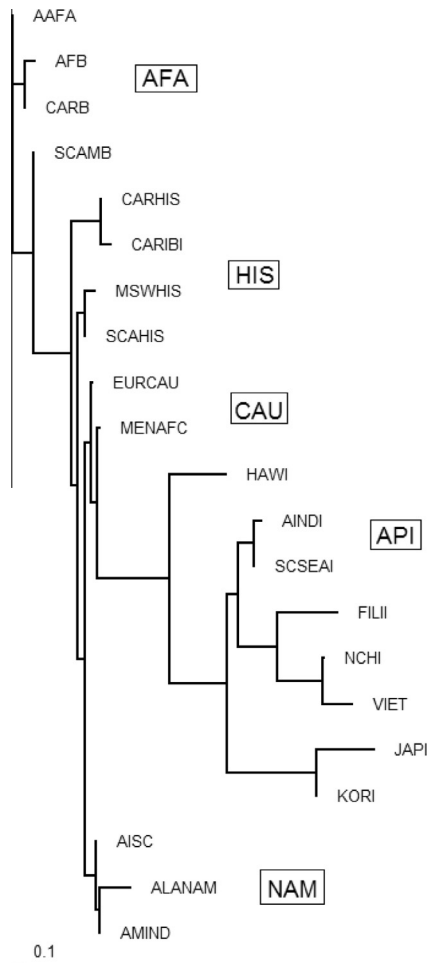 AAFA
AFB
AFA
CARB
SCAMB
CARHIS
CARIBI
HIS
MSWHIS
SCAHIS
EURCAU
CAU
MENAFC
HAWI
AINDI
API
SCSEAI
FILII
NCHI
VIET
JAPI
KORI
AISC
ALANAM
NAM
AMIND
0.1